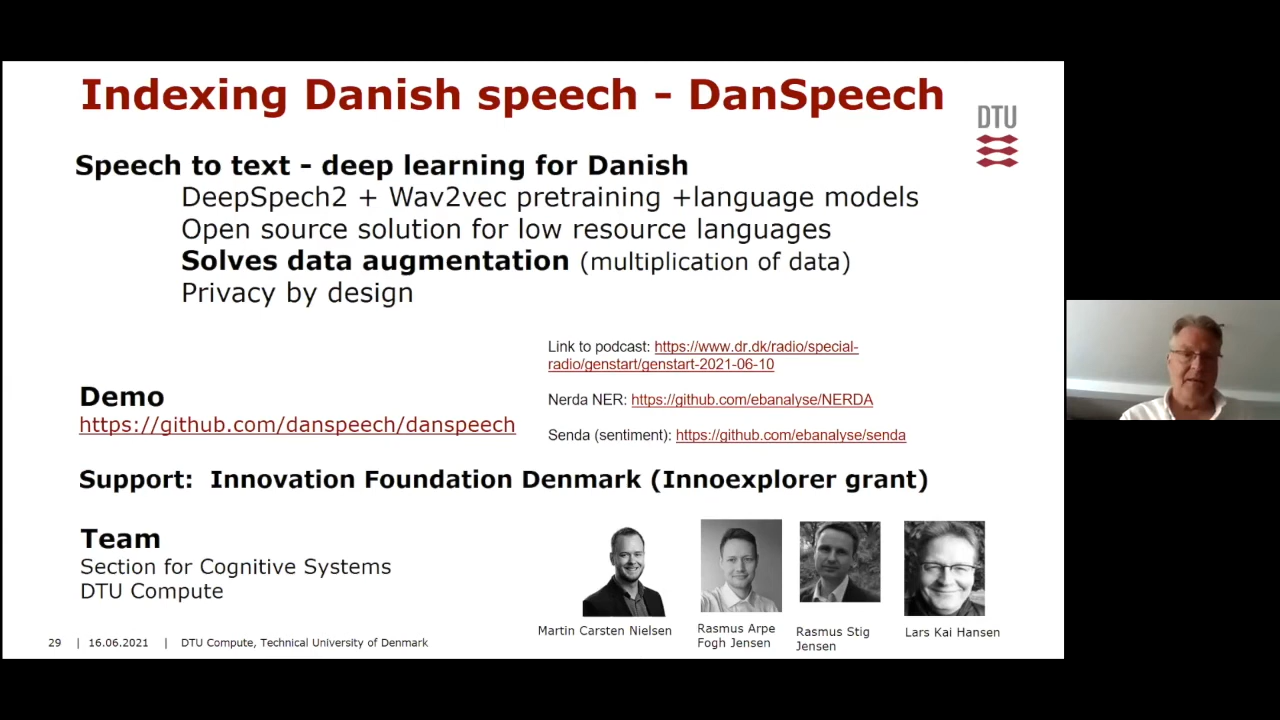 Indexing Danish speech - DanSpeech
DTU
Speech to text - deep learning for Danish
DeepSpech2 + Wav2vec pretraining +language models
Open source solution for low resource languages
Solves data augmentation (multiplication of data)
Privacy by design
Link to podcast: https://www.dr.dk/radio/special-
radio/genstart/genstart-2021-06-10
Demo
Nerda NER: https://github.com/ebanalyse/NERDA
https://github.com/danspeech/danspeech
Senda (sentiment): https://github.com/ebanalyse/senda
Support: Innovation Foundation Denmark (Innoexplorer grant)
Team
Section for Cognitive Systems
DTU Compute
Martin Carsten Nielsen
Rasmus Arpe
Fogh Jensen
Rasmus Stig
Jensen
Lars Kai Hansen
29 | 16.06.2021 | DTU Compute, Technical University of Denmark